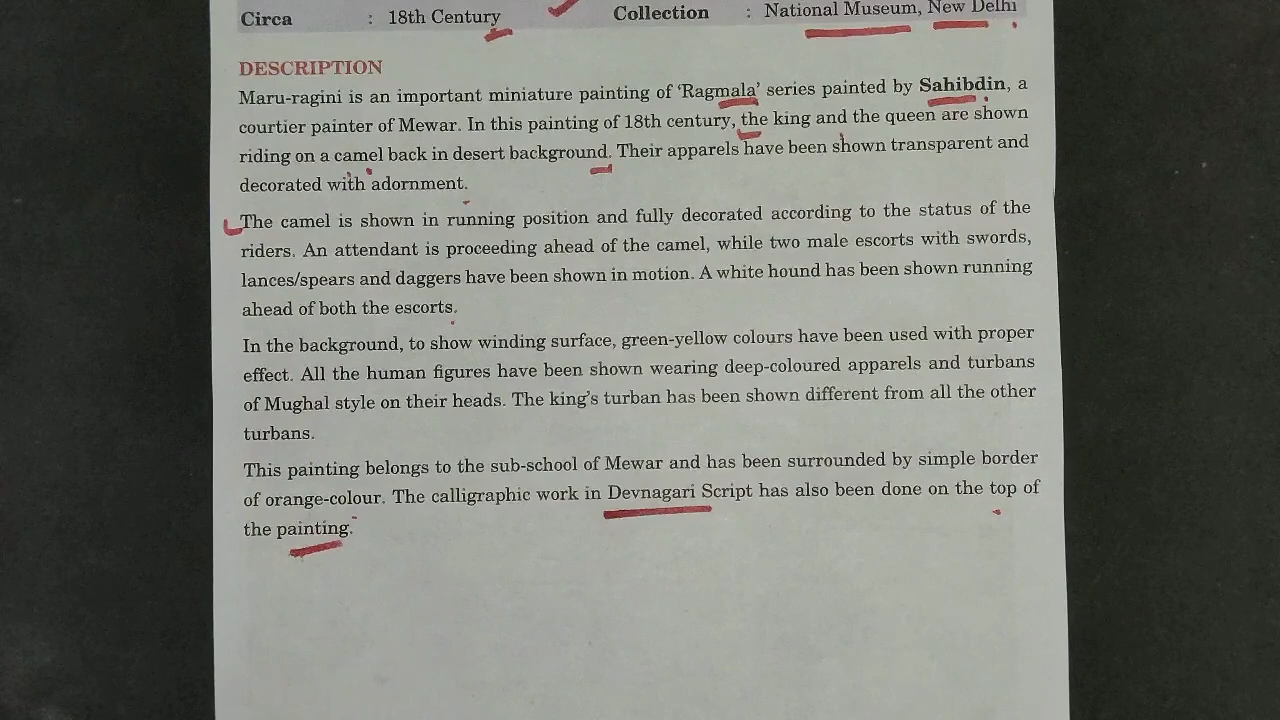 Circa : 18th Century Collection : National Museum, New Delhi
DESCRIPTION
Maru-ragini is an important miniature painting of ‘Ragmala’ series painted by Sahibdin, a
courtier painter of Mewar. In this painting of 18th century, the king and the queen are shown
riding on a camel back in desert background. Their apparels have been shown transparent and
decorated with adornment.
The camel is shown in running position and fully decorated according to the status of the
riders. An attendant is proceeding ahead of the camel, while two male escorts with swords,
lances/spears and daggers have been shown in motion. A white hound has been shown running
ahead of both the escorts.
In the background, to show winding surface, green-yellow colours have been used with proper
effect. All the human figures have been shown wearing deep-coloured apparels and turbans
of Mughal style on their heads. The king’s turban has been shown different from all the other
turbans.
This painting belongs to the sub-school of Mewar and has been surrounded by simple border
of orange-colour. The calligraphic work in Devnagari Script has also been done on the top of
the painting.